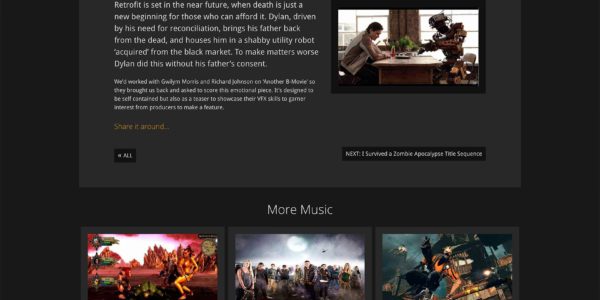 Retrofit is set in the near future, when death is just a
new beginning for those who can afford it. Dylan, driven
by his need for reconciliation, brings his father back
from the dead, and houses him in a shabby utility robot
'acquired' from the black market. To make matters worse
Dylan did this without his father's consent.
We'd worked with Gwilym Morris and Richard Johnson on 'Another B-Movie' so
they brought us back and asked to score this emotional piece. It's designed to
be self contained but also as a teaser to showcase their VFX skills to garner
interest from producers to make a feature.
Share it around...
« ALL
NEXT: I Survived a Zombie Apocalypse Title Sequence
More Music